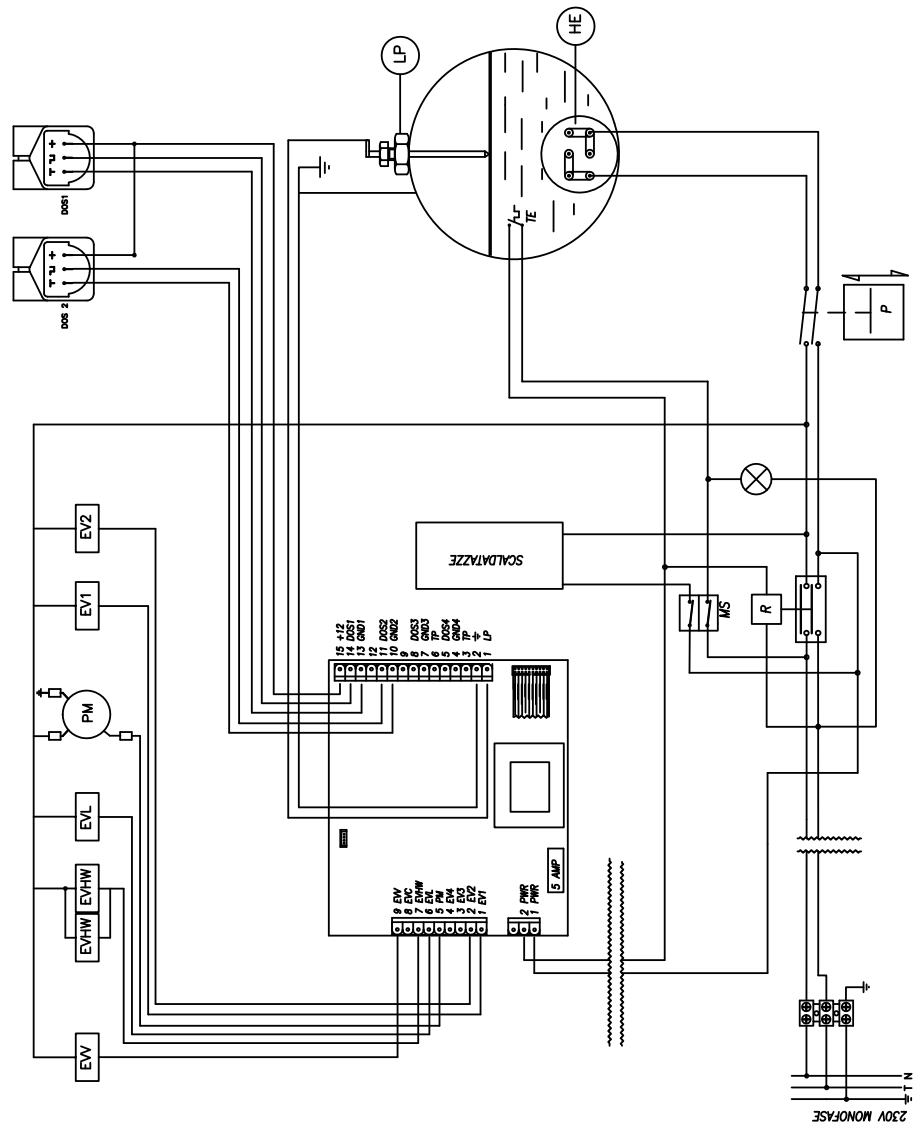 LP
HE
+
⊓
T
DOS1
+
⊓
T
DOS 2
TE
P
EV2
EV1
PM
EVL
EVHW
EVHW
EVV
SCALDATAZZE
MS
R
15 +12
14 DOS1
13 GND1
12
11 DOS2
10 GND2
9
8 DOS3
7 GND3
6 TP
5 DOS4
4 GND4
3 TP
2 ⏚
1 LP
9 EVV
8 EVC
7 EVHW
6 EVL
5 PM
4 EV4
3 EV3
2 EV2
1 EV1
2 PWR
1 PWR
5 AMP
T N
230V MONOFASE